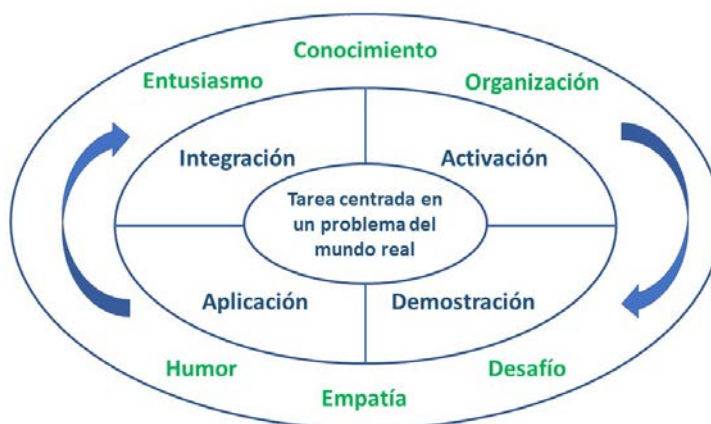 Conocimiento
Entusiasmo
Organización
Integración
Activación
Tarea centrada en
un problema del
mundo real
Aplicación
Demostración
Humor
Desafío
Empatía